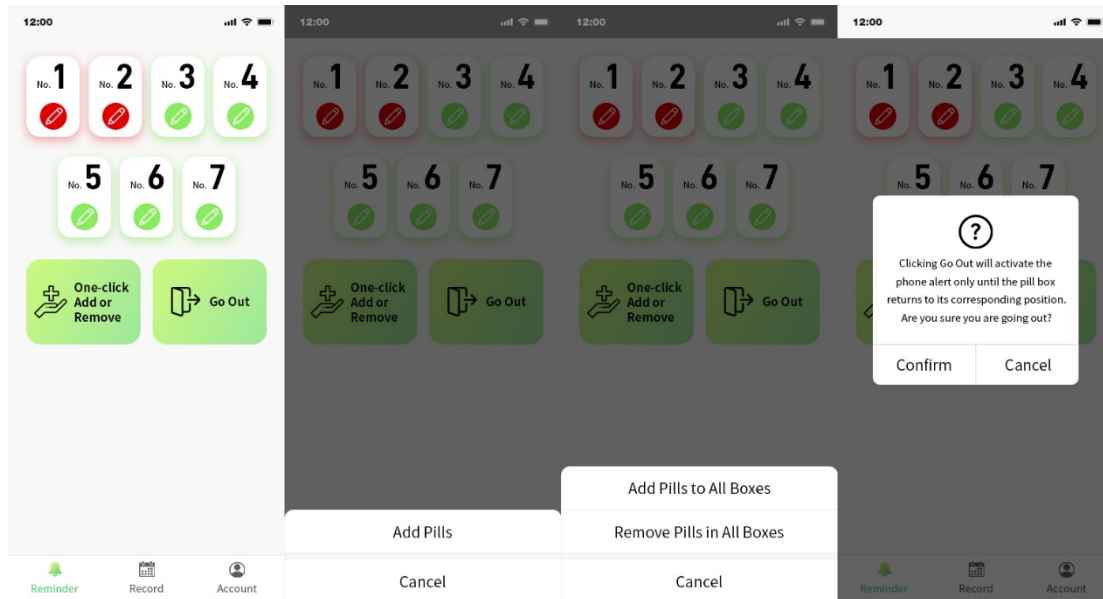 12:00
No. 1
No. 2
No. 3
No. 4
No. 5
No. 6
No. 7
One-click
Add or
Remove
Go Out
Reminder
Record
Account
12:00
No. 1
No. 2
No. 3
No. 4
No. 5
No. 6
No. 7
One-click
Add or
Remove
Go Out
Add Pills
Cancel
12:00
No. 1
No. 2
No. 3
No. 4
No. 5
No. 6
No. 7
One-click
Add or
Remove
Go Out
Add Pills to All Boxes
Remove Pills in All Boxes
Cancel
12:00
No. 1
No. 2
No. 3
No. 4
No. 5
No. 6
No. 7
?
Clicking Go Out will activate the
phone alert only until the pill box
returns to its corresponding position.
Are you sure you are going out?
Confirm
Cancel
Reminder
Record
Account